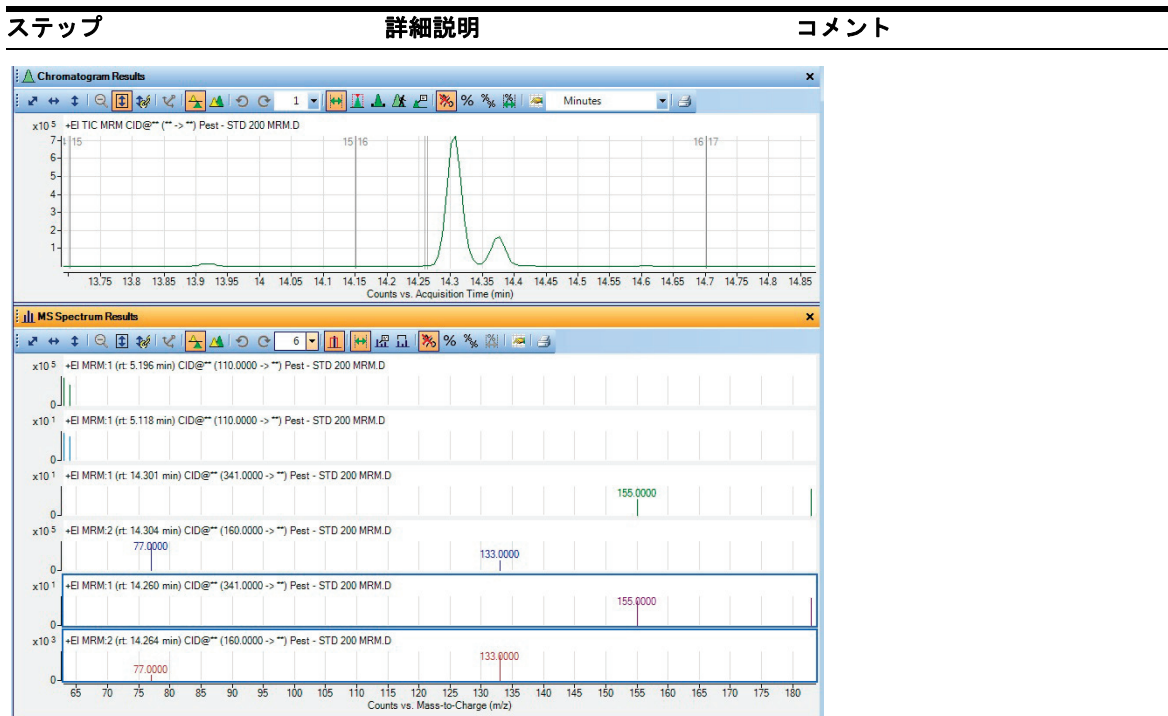 ステップ 詳細説明 コメント
Chromatogram Results
1 Minutes
x10 5 +EI TIC MRM CID@** (** -> **) Pest - STD 200 MRM.D
15 15 16 16 17
7
6
5
4
3
2
1
13.75 13.8 13.85 13.9 13.95 14 14.05 14.1 14.15 14.2 14.25 14.3 14.35 14.4 14.45 14.5 14.55 14.6 14.65 14.7 14.75 14.8 14.85
Counts vs. Acquisition Time (min)
MS Spectrum Results
6
x10 5 +EI MRM:1 (rt: 5.196 min) CID@** (110.0000 -> **) Pest - STD 200 MRM.D
0
x10 1 +EI MRM:1 (rt: 5.118 min) CID@** (110.0000 -> **) Pest - STD 200 MRM.D
0
x10 1 +EI MRM:1 (rt: 14.301 min) CID@** (341.0000 -> **) Pest - STD 200 MRM.D
155.0000
0
x10 5 +EI MRM:2 (rt: 14.304 min) CID@** (160.0000 -> **) Pest - STD 200 MRM.D
77.0000
133.0000
0
x10 1 +EI MRM:1 (rt: 14.260 min) CID@** (341.0000 -> **) Pest - STD 200 MRM.D
155.0000
0
x10 3 +EI MRM:2 (rt: 14.264 min) CID@** (160.0000 -> **) Pest - STD 200 MRM.D
133.0000
77.0000
0
65 70 75 80 85 90 95 100 105 110 115 120 125 130 135 140 145 150 155 160 165 170 175 180
Counts vs. Mass-to-Charge (m/z)